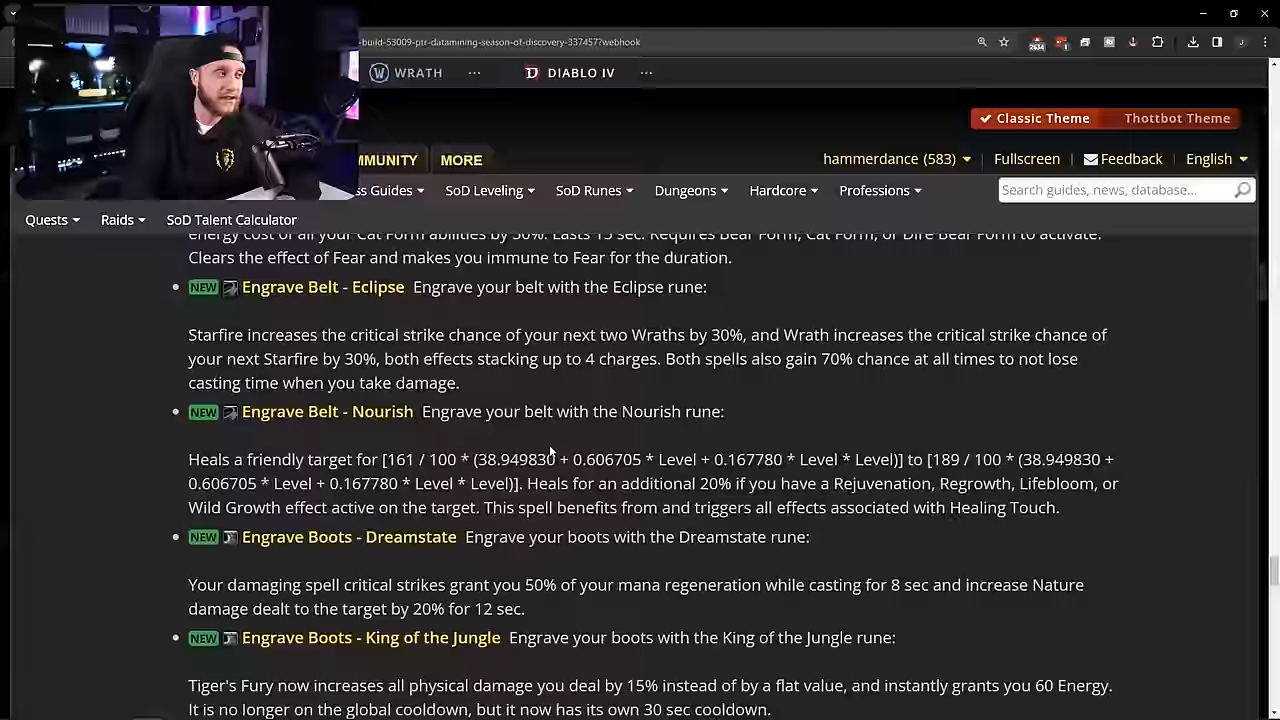 -build-53009-ptr-datamining-season-of-discovery-337457?webhook
WRATH ... DIABLO IV ...
Classic Theme Thottbot Theme
MMUNITY MORE hammerdance (583) Fullscreen Feedback English
ss Guides SoD Leveling SoD Runes Dungeons Hardcore Professions Search guides, news, database...
Quests Raids SoD Talent Calculator
energy cost of all your Cat Form abilities by 50%. Lasts 15 sec. Requires Bear Form, Cat Form, or Dire Bear Form to activate.
Clears the effect of Fear and makes you immune to Fear for the duration.
NEW Engrave Belt - Eclipse Engrave your belt with the Eclipse rune:
Starfire increases the critical strike chance of your next two Wraths by 30%, and Wrath increases the critical strike chance of
your next Starfire by 30%, both effects stacking up to 4 charges. Both spells also gain 70% chance at all times to not lose
casting time when you take damage.
NEW Engrave Belt - Nourish Engrave your belt with the Nourish rune:
Heals a friendly target for [161 / 100 * (38.949830 + 0.606705 * Level + 0.167780 * Level * Level)] to [189 / 100 * (38.949830 +
0.606705 * Level + 0.167780 * Level * Level)]. Heals for an additional 20% if you have a Rejuvenation, Regrowth, Lifebloom, or
Wild Growth effect active on the target. This spell benefits from and triggers all effects associated with Healing Touch.
NEW Engrave Boots - Dreamstate Engrave your boots with the Dreamstate rune:
Your damaging spell critical strikes grant you 50% of your mana regeneration while casting for 8 sec and increase Nature
damage dealt to the target by 20% for 12 sec.
NEW Engrave Boots - King of the Jungle Engrave your boots with the King of the Jungle rune:
Tiger's Fury now increases all physical damage you deal by 15% instead of by a flat value, and instantly grants you 60 Energy.
It is no longer on the global cooldown, but it now has its own 30 sec cooldown.